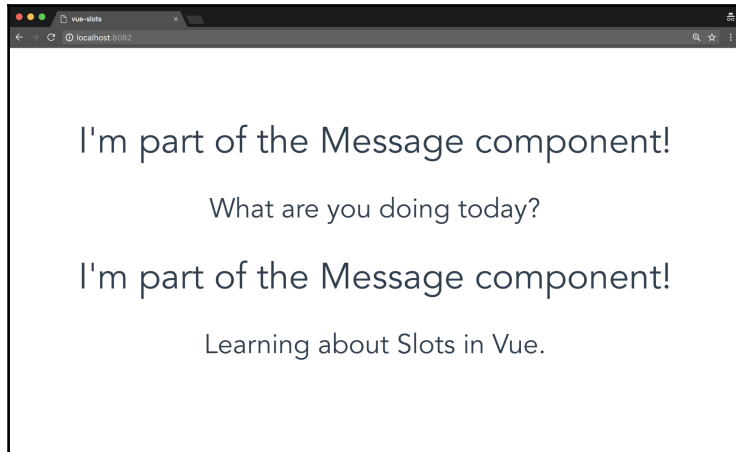 vue-slots
localhost:8082
I'm part of the Message component!
What are you doing today?
I'm part of the Message component!
Learning about Slots in Vue.